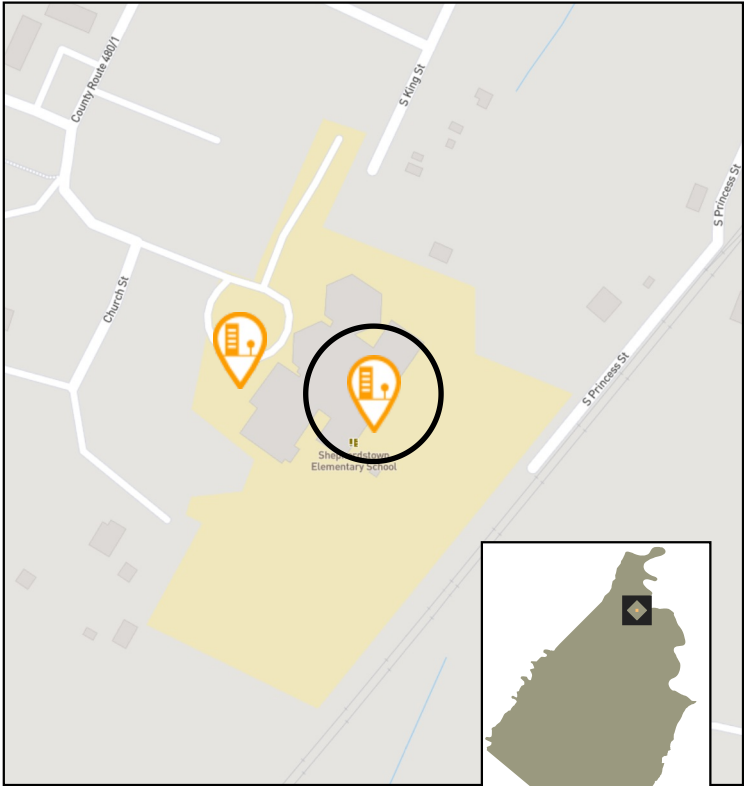 County Route 480/1
S King St
S Princess St
Church St
S Princess St
Shepherdstown
Elementary School